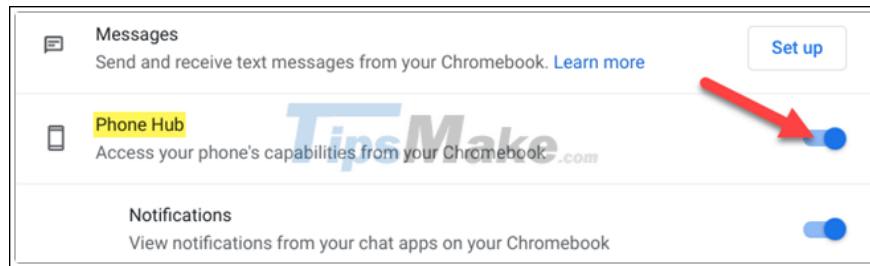 Messages
Send and receive text messages from your Chromebook. Learn more
Set up
Phone Hub
Access your phone's capabilities from your Chromebook
TipsMake.com
Notifications
View notifications from your chat apps on your Chromebook